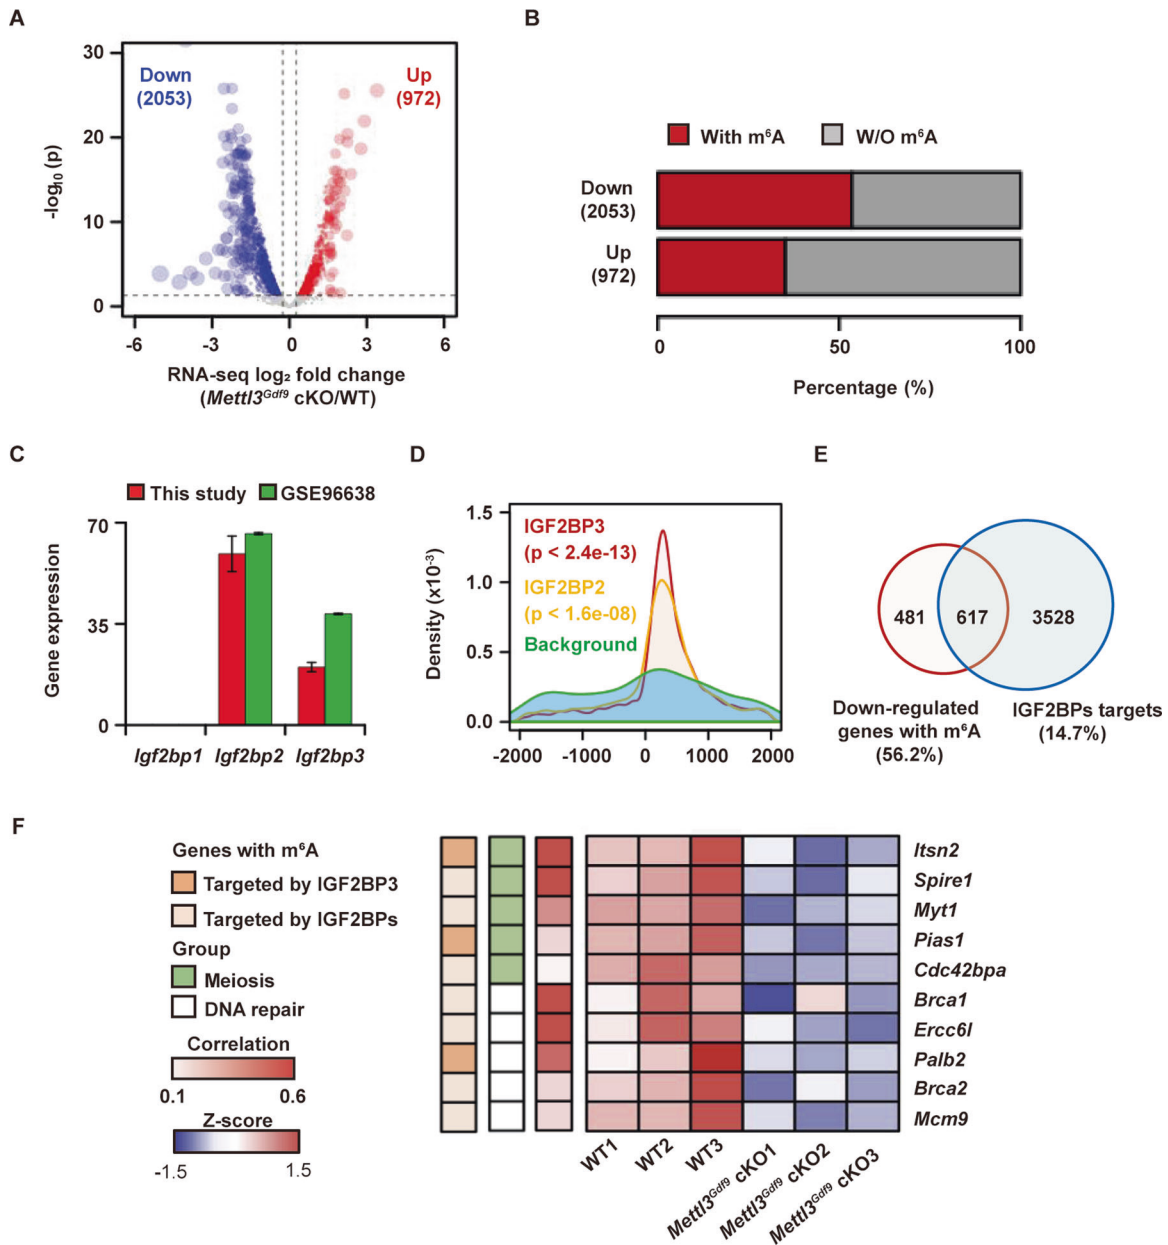 A
30
20
10
0
-log₁₀ (p)
Down
(2053)
Up
(972)
-6 -3 0 3 6
RNA-seq log₂ fold change
(Mettl3ᴳᵈᶠ⁹ cKO/WT)
B
With m⁶A W/O m⁶A
Down
(2053)
Up
(972)
0 50 100
Percentage (%)
C
This study GSE96638
70
35
0
Gene expression
Igf2bp1 Igf2bp2 Igf2bp3
D
1.5
1.0
0.5
0.0
Density (x10⁻³)
IGF2BP3
(p < 2.4e-13)
IGF2BP2
(p < 1.6e-08)
Background
-2000 -1000 0 1000 2000
E
481 617 3528
Down-regulated
genes with m⁶A
(56.2%)
IGF2BPs targets
(14.7%)
F
Genes with m⁶A
Targeted by IGF2BP3
Targeted by IGF2BPs
Group
Meiosis
DNA repair
Correlation
0.1 0.6
Z-score
-1.5 1.5
Itsn2
Spire1
Myt1
Pias1
Cdc42bpa
Brca1
Ercc6l
Palb2
Brca2
Mcm9
WT1
WT2
WT3
Mettl3ᴳᵈᶠ⁹ cKO1
Mettl3ᴳᵈᶠ⁹ cKO2
Mettl3ᴳᵈᶠ⁹ cKO3